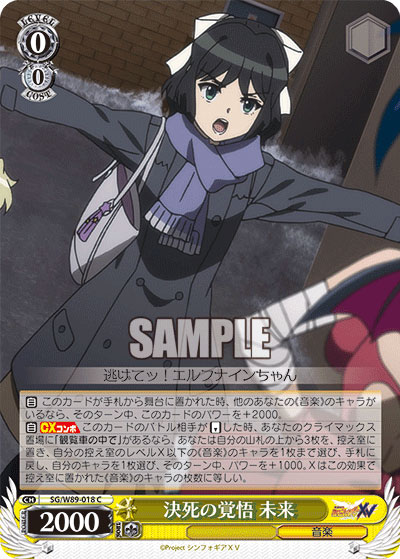 LEVEL
0
0
COST
SAMPLE
逃げてッ!エルフナインちゃん
自 このカードが手札から舞台に置かれた時、他のあなたの《音楽》のキャラが
いるなら、そのターン中、このカードのパワーを+2000。
自 CXコンボ このカードのバトル相手が した時、あなたのクライマックス
置場に「観覧車の中で」があるなら、あなたは自分の山札の上から3枚を、控え室に
置き、自分の控え室のレベルX以下の《音楽》のキャラを1枚まで選び、手札に戻
し、自分のキャラを1枚選び、そのターン中、パワーを+1000。Xはこの効果で
控え室に置かれた《音楽》のキャラの枚数に等しい。
CH SG/W89-018 C
2000
決死の覚悟 未来
音楽
©Project シンフォギアＸＶ